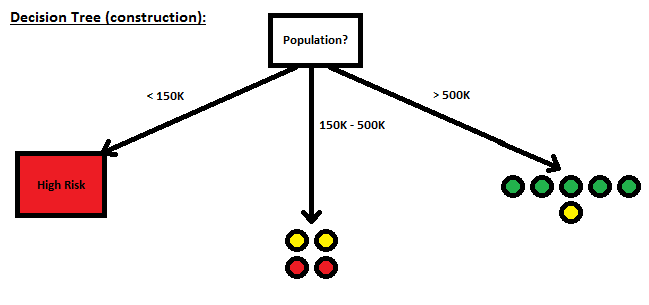 Decision Tree (construction):
Population?
< 150K
> 500K
150K - 500K
High Risk